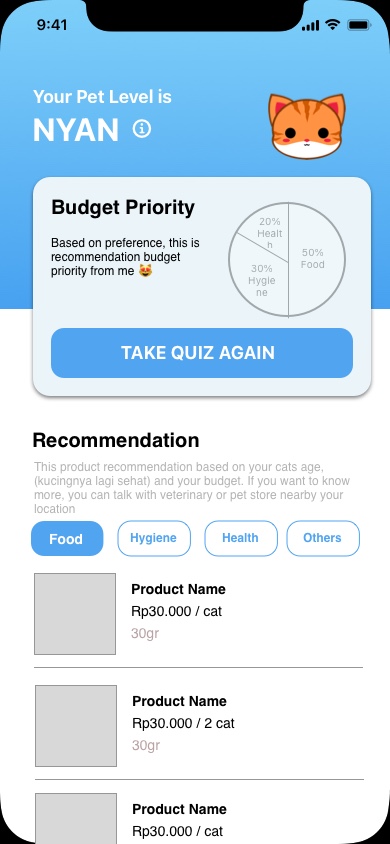 9:41
Your Pet Level is
NYAN
Budget Priority
Based on preference, this is
recommendation budget
priority from me 😻
20%
Healt
h
50%
Food
30%
Hygie
ne
TAKE QUIZ AGAIN
Recommendation
This product recommendation based on your cats age,
(kucingnya lagi sehat) and your budget. If you want to know
more, you can talk with veterinary or pet store nearby your
location
Food
Hygiene
Health
Others
Product Name
Rp30.000 / cat
30gr
Product Name
Rp30.000 / 2 cat
30gr
Product Name
Rp30.000 / cat